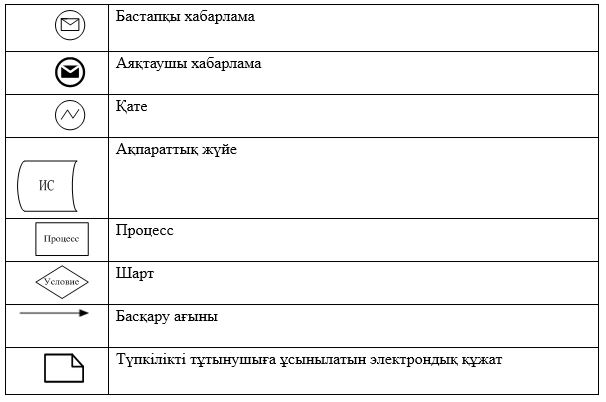 Бастапқы хабарлама
Аяқтаушы хабарлама
Қате
Ақпараттық жүйе
ИС
Процесс
Процесс
Шарт
Условие
Басқару ағыны
Түпкілікті тұтынушыға ұсынылатын электрондық құжат